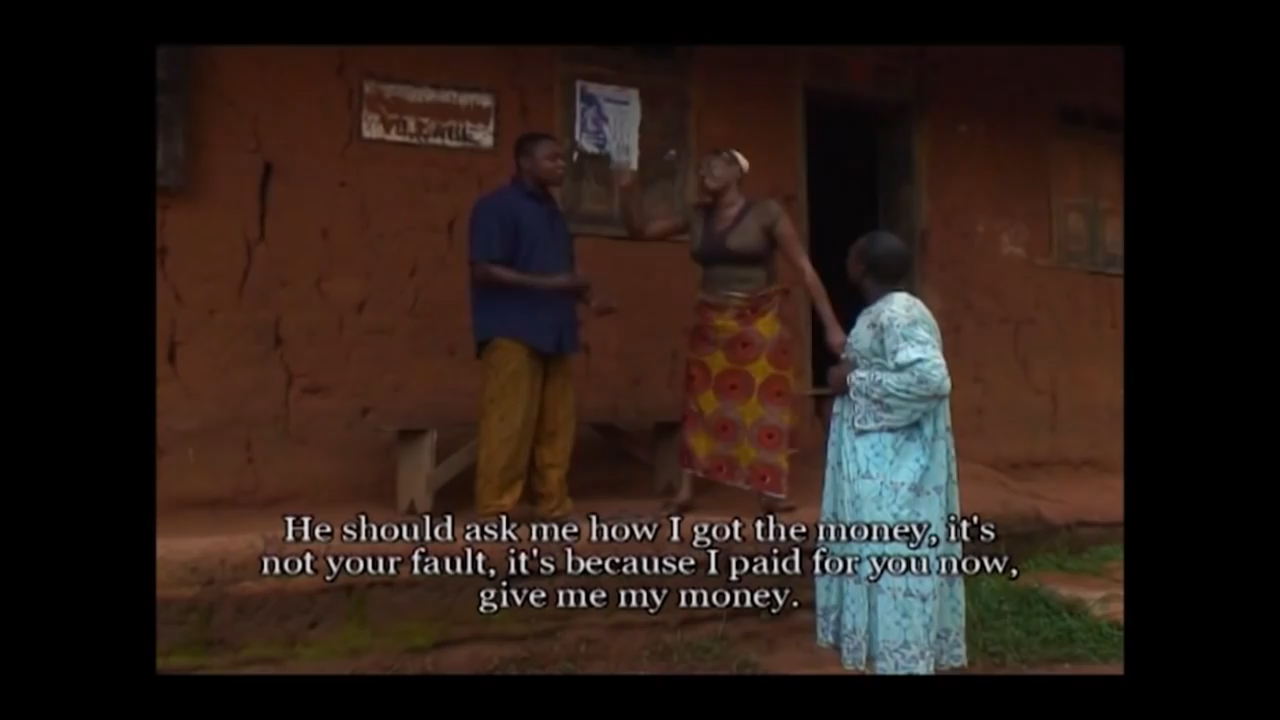 He should ask me how I got the money, it's
not your fault, it's because I paid for you now,
give me my money.